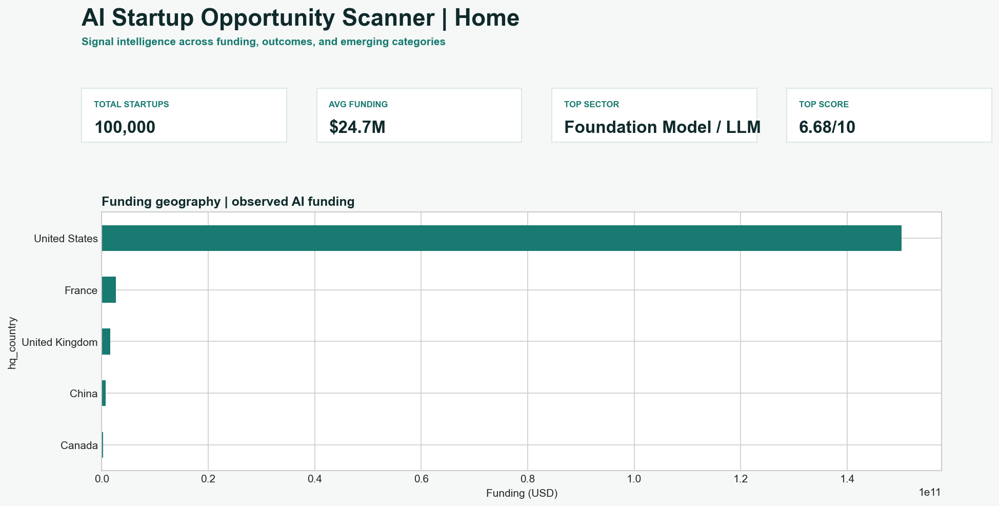 AI Startup Opportunity Scanner | Home
Signal intelligence across funding, outcomes, and emerging categories
TOTAL STARTUPS
100,000
AVG FUNDING
$24.7M
TOP SECTOR
Foundation Model / LLM
TOP SCORE
6.68/10
Funding geography | observed AI funding
hq_country
United States
France
United Kingdom
China
Canada
0.0 0.2 0.4 0.6 0.8 1.0 1.2 1.4
1e11
Funding (USD)